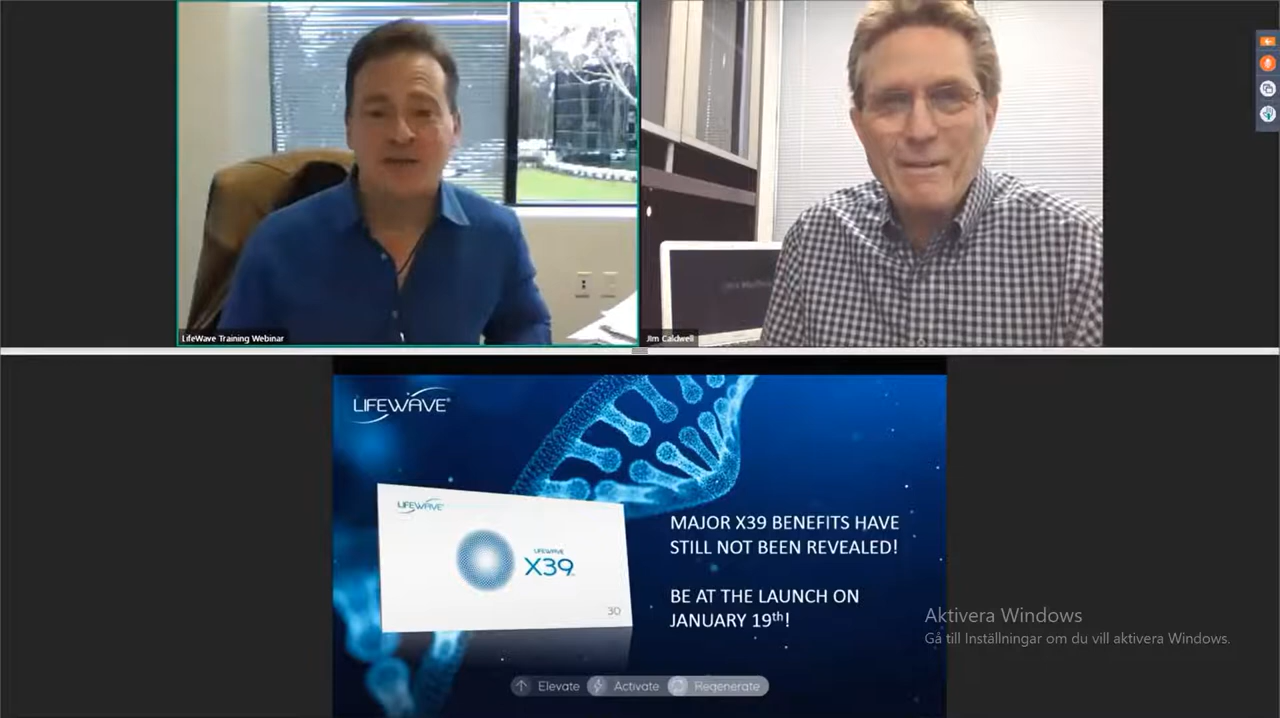 LifeWave Training Webinar
Jim Caldwell
LIFEWAVE®
LIFEWAVE
LIFEWAVE
X39
30
MAJOR X39 BENEFITS HAVE
STILL NOT BEEN REVEALED!
BE AT THE LAUNCH ON
JANUARY 19th!
Aktivera Windows
Gå till Inställningar om du vill aktivera Windows.
Elevate Activate Regenerate